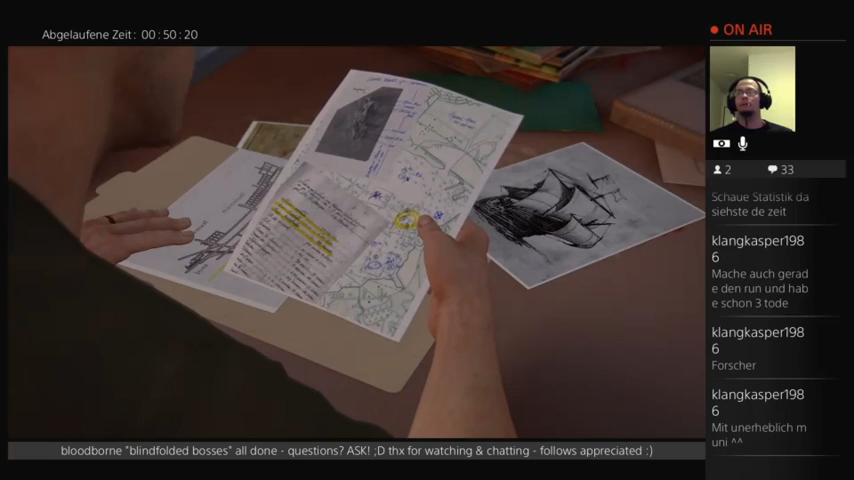 Abgelaufene Zeit: 00:50:20
ON AIR
2
33
Schaue Statistik da
siehste de zeit
klangkasper198
6
Mache auch gerad
e den run und hab
e schon 3 tode
klangkasper198
6
Forscher
klangkasper198
6
Mit unerheblich m
uni ^^
bloodborne "blindfolded bosses" all done - questions? ASK! ;D thx for watching & chatting - follows appreciated :)